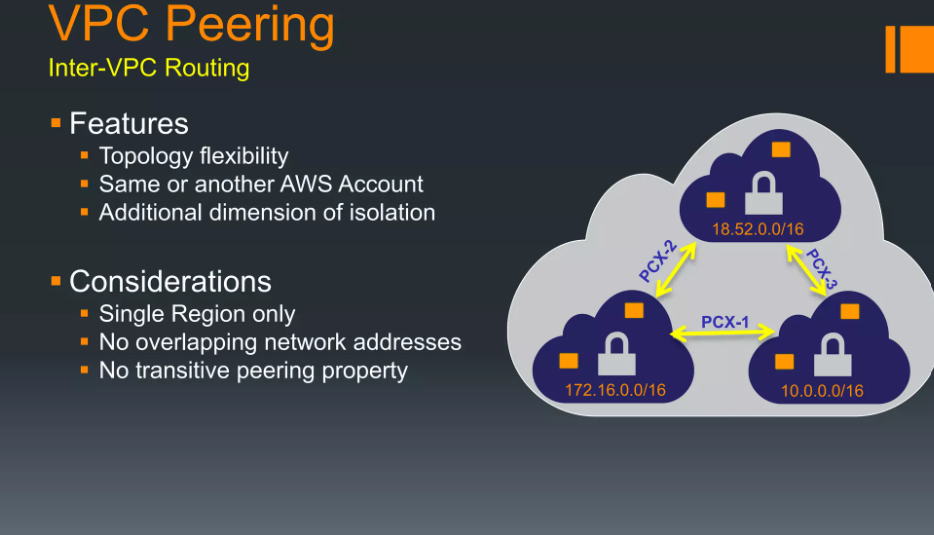 VPC Peering
Inter-VPC Routing
Features
Topology flexibility
Same or another AWS Account
Additional dimension of isolation
Considerations
Single Region only
No overlapping network addresses
No transitive peering property
18.52.0.0/16
PCX-2
PCX-3
PCX-1
172.16.0.0/16
10.0.0.0/16